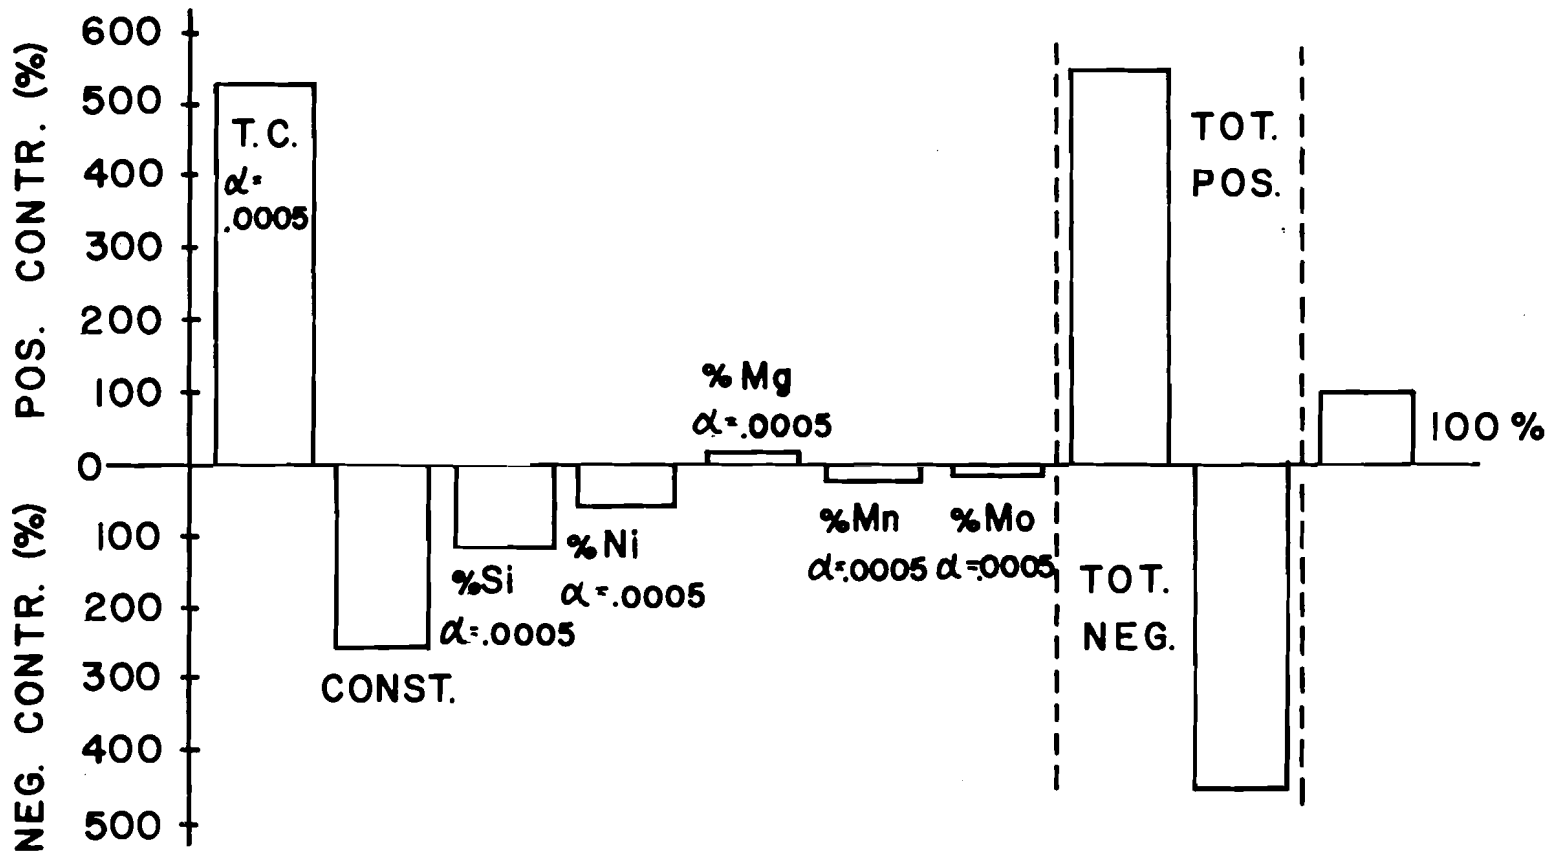 POS. CONTR. (%)
NEG. CONTR. (%)
600
500
400
300
200
100
0
100
200
300
400
500
T.C.
α=
.0005
CONST.
%Si
α=.0005
%Ni
α=.0005
%Mg
α=.0005
%Mn
α=.0005
%Mo
α=.0005
TOT.
POS.
TOT.
NEG.
100%